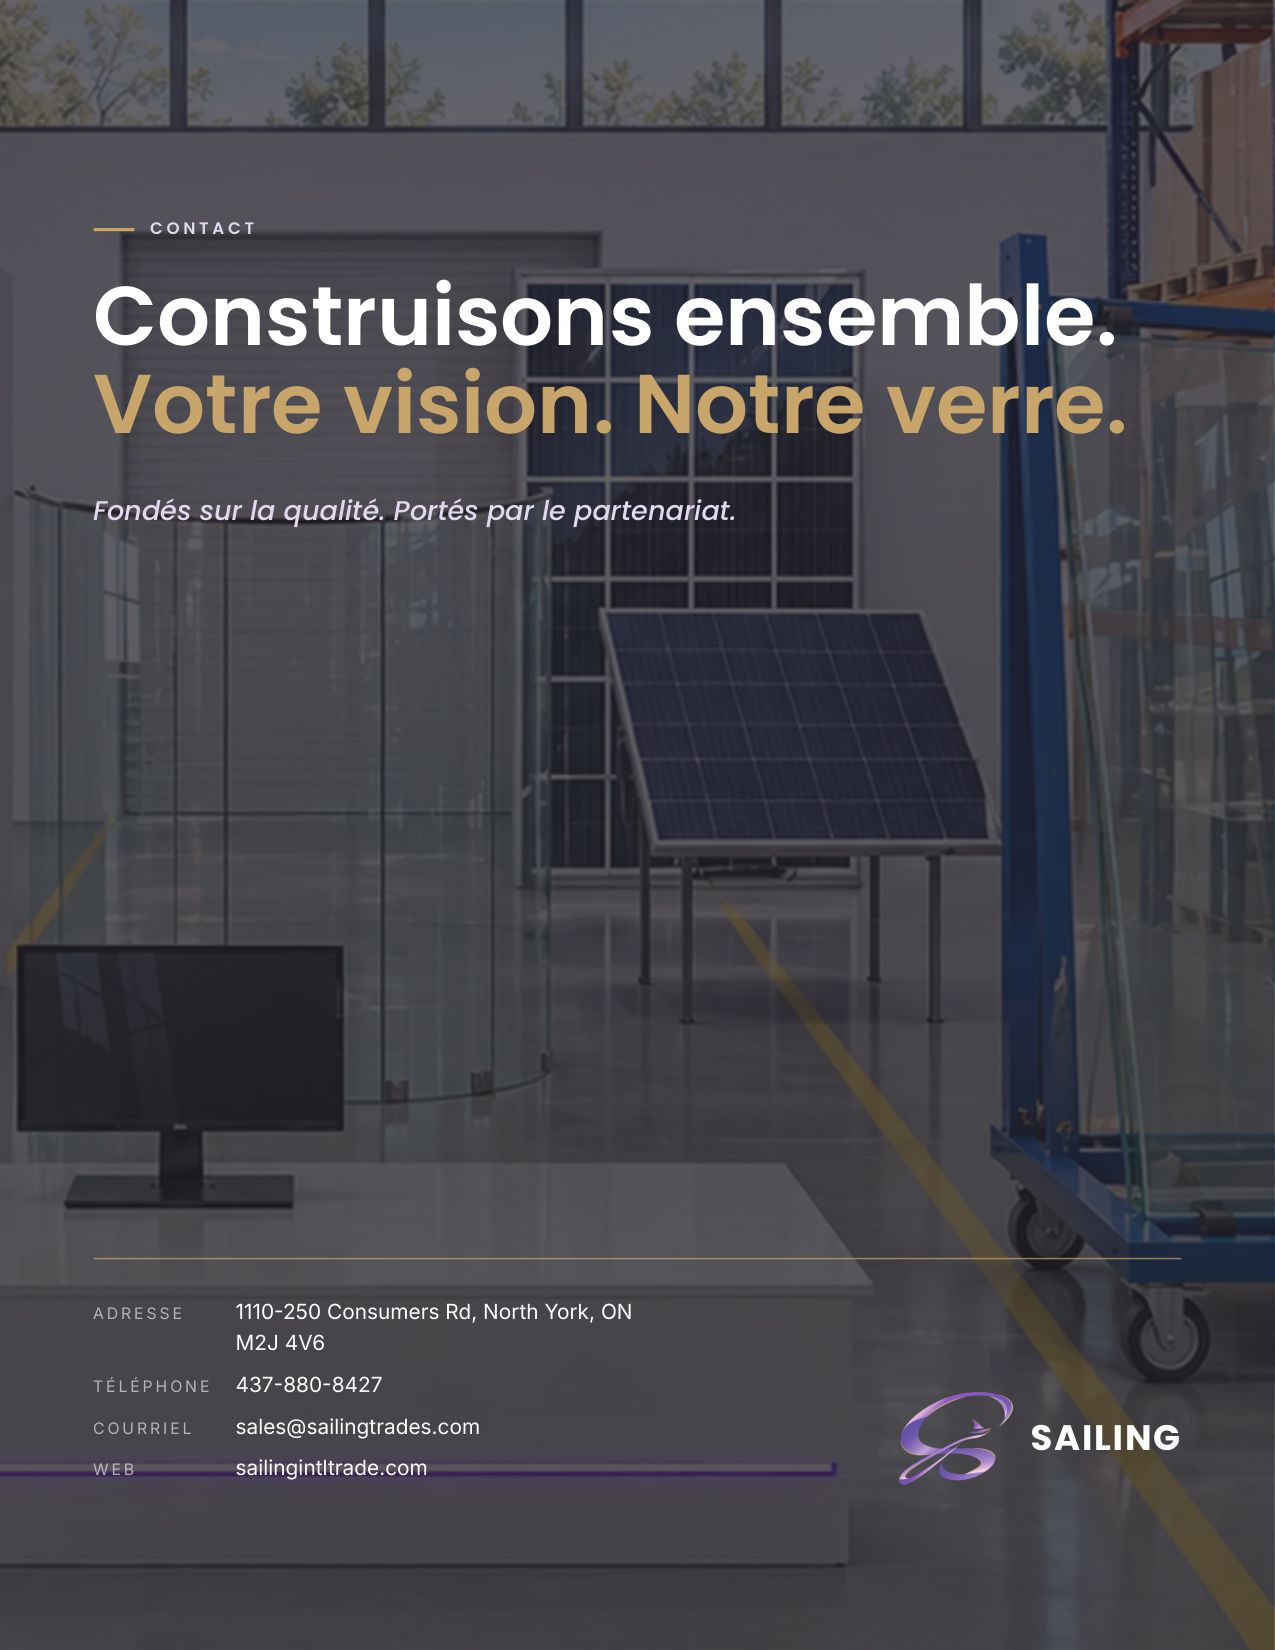 CONTACT
Construisons ensemble.
Votre vision. Notre verre.
Fondés sur la qualité. Portés par le partenariat.
ADRESSE 1110-250 Consumers Rd, North York, ON
M2J 4V6
TÉLÉPHONE 437-880-8427
COURRIEL sales@sailingtrades.com
WEB sailingintltrade.com
SAILING